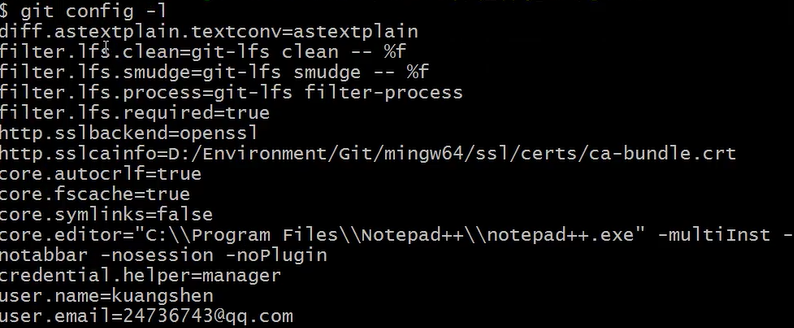 $ git config -l
diff.astextplain.textconv=astextplain
filter.lfs.clean=git-lfs clean -- %f
filter.lfs.smudge=git-lfs smudge -- %f
filter.lfs.process=git-lfs filter-process
filter.lfs.required=true
http.sslbackend=openssl
http.sslcainfo=D:/Environment/Git/mingw64/ssl/certs/ca-bundle.crt
core.autocrlf=true
core.fscache=true
core.symlinks=false
core.editor="C:\\Program Files\\Notepad++\\notepad++.exe" -multiInst -
notabbar -nosession -noPlugin
credential.helper=manager
user.name=kuangshen
user.email=24736743@qq.com